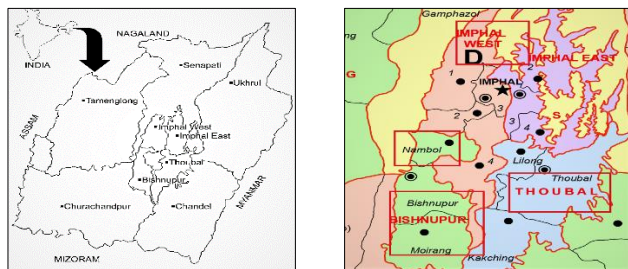 NAGALAND
INDIA
Senapati
Ukhrul
Tamenglong
ASSAM
Imphal West
Imphal East
Thoubal
Bishnupur
MYANMAR
Churachandpur
Chandel
MIZORAM
Gamphazol
IMPHAL
WEST
D
IMPHAL EAST
G
1
IMPHAL
2
3
3
S
4
Nambol
4
Lilong
Thoubal
THOUBAL
Bishnupur
BISHNUPUR
Moirang
Kakching